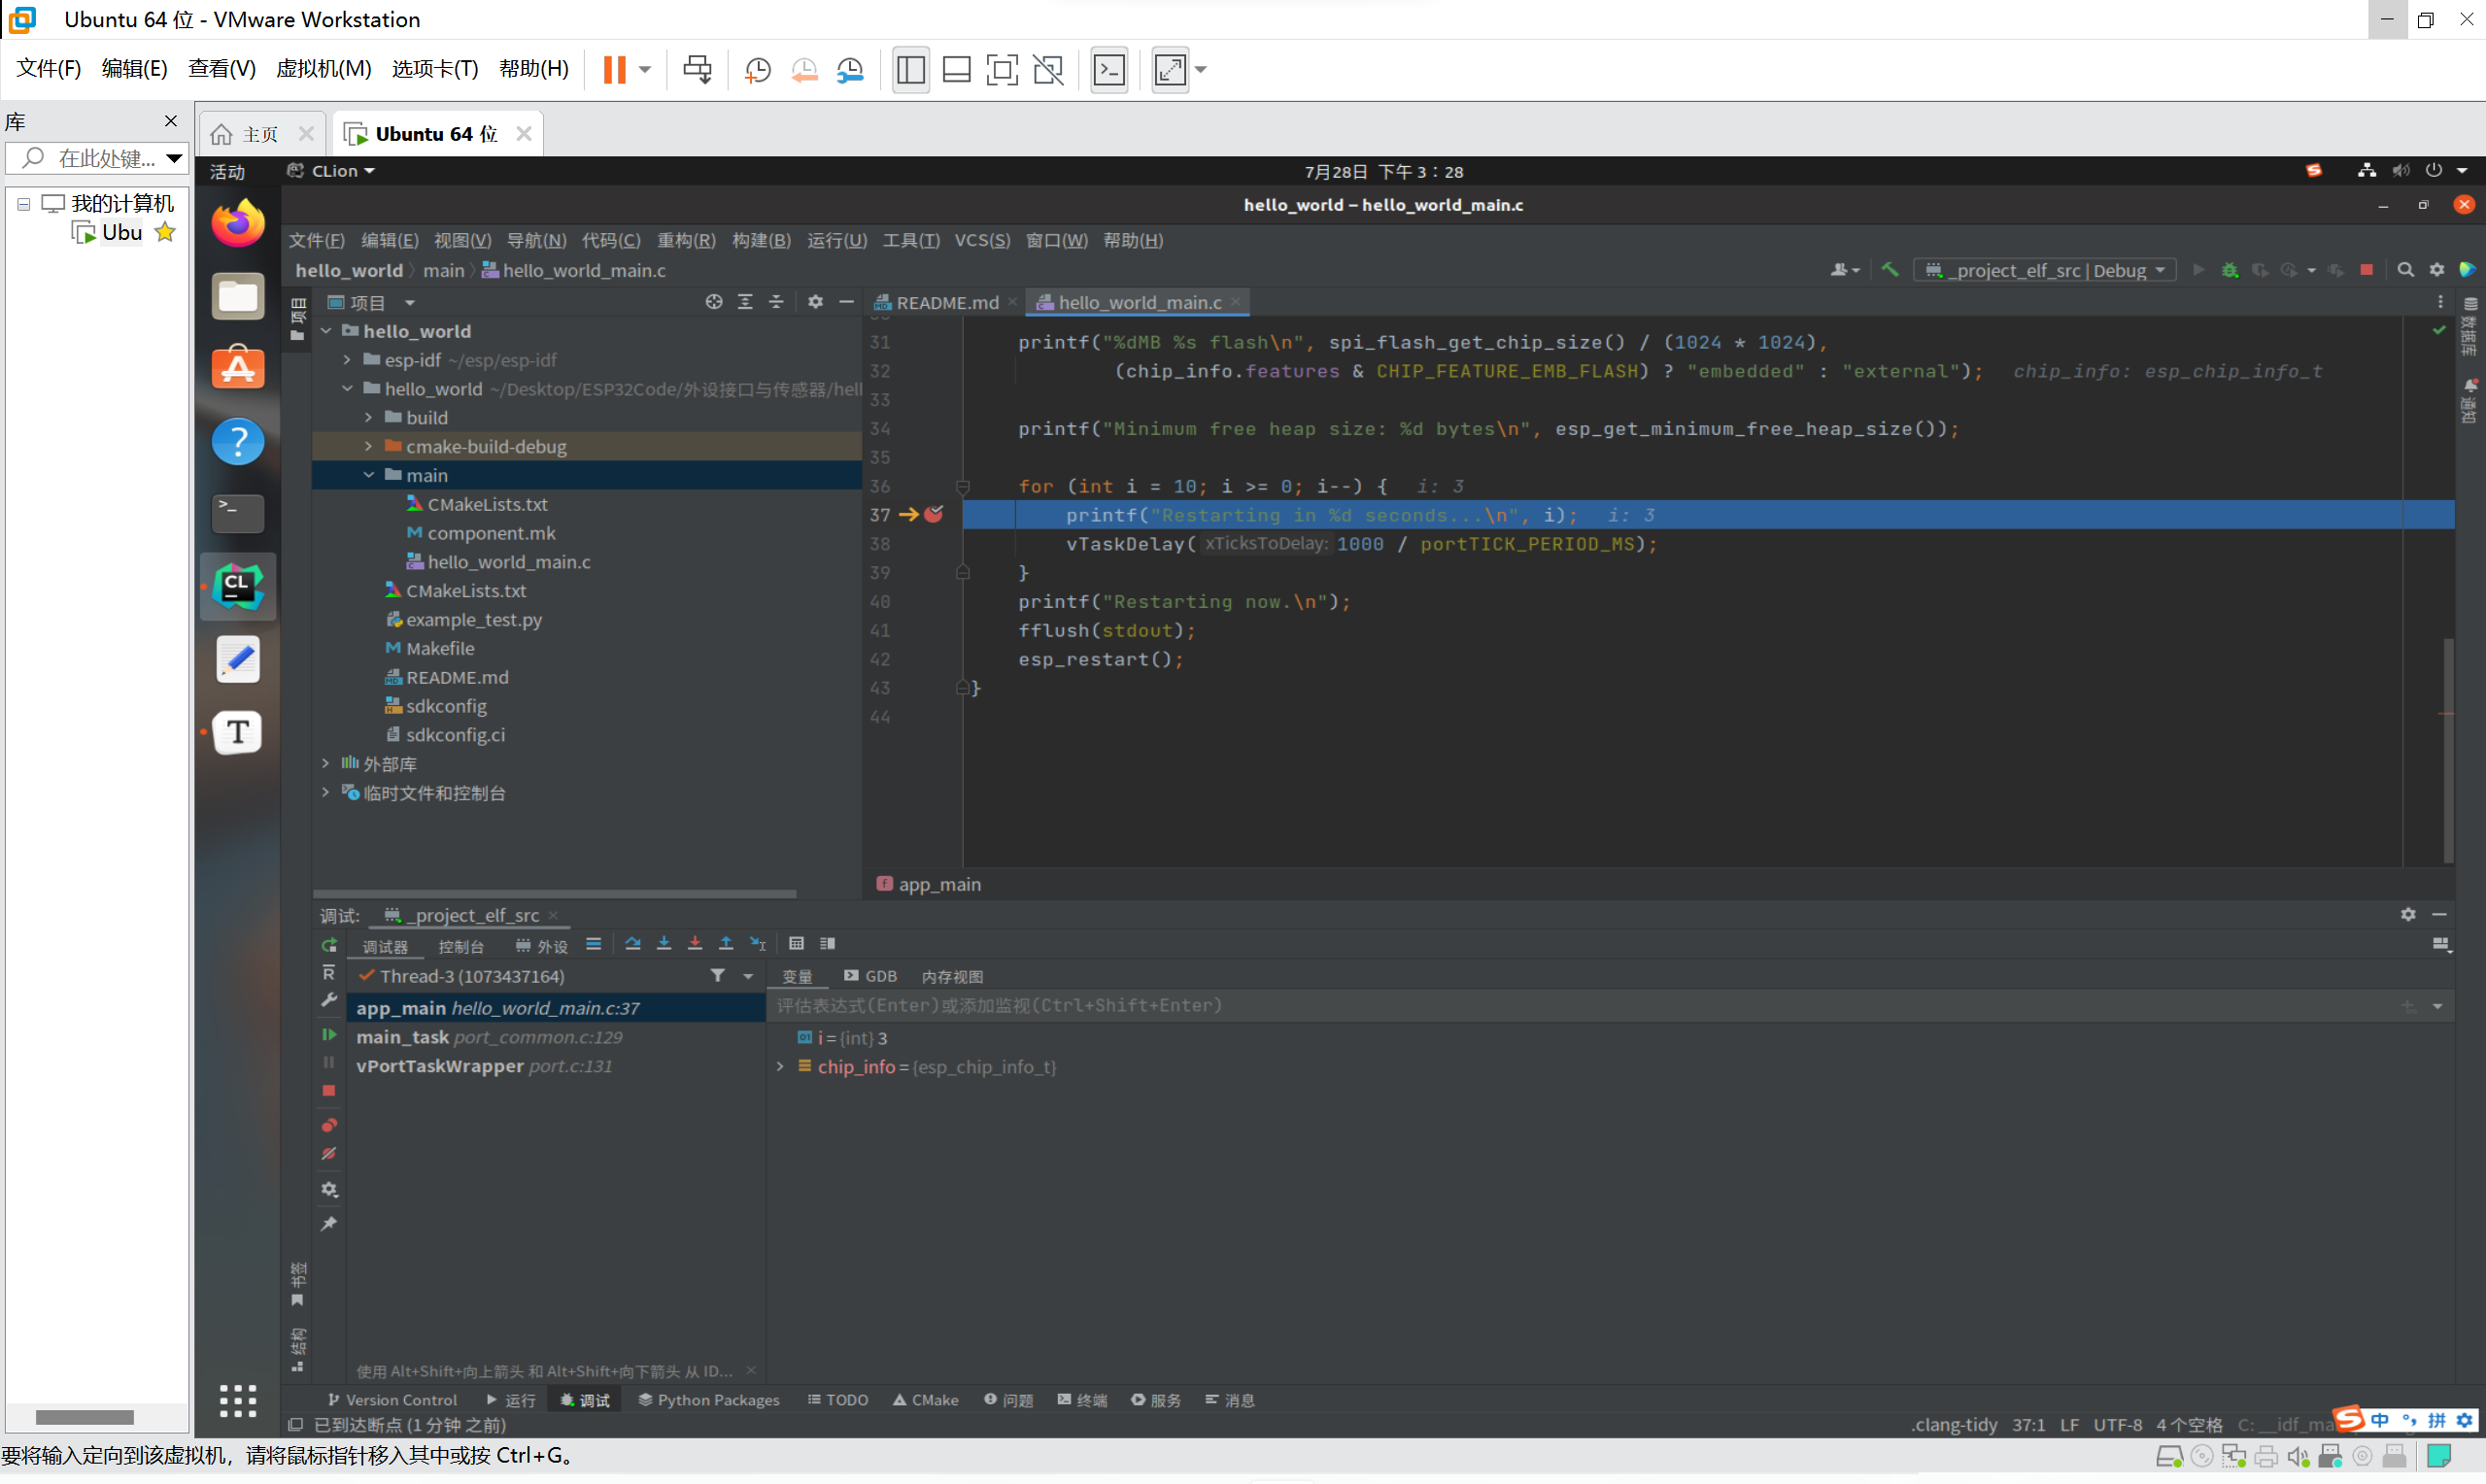 Ubuntu 64 位 - VMware Workstation
文件(F) 编辑(E) 查看(V) 虚拟机(M) 选项卡(T) 帮助(H)
库
在此处键...
我的计算机
Ubu
主页
Ubuntu 64 位
活动 CLion 7月28日 下午 3：28
hello_world – hello_world_main.c
文件(F) 编辑(E) 视图(V) 导航(N) 代码(C) 重构(R) 构建(B) 运行(U) 工具(T) VCS(S) 窗口(W) 帮助(H)
hello_world main hello_world_main.c
_project_elf_src | Debug
项目
项目
hello_world
esp-idf ~/esp/esp-idf
hello_world ~/Desktop/ESP32Code/外设接口与传感器/hell
build
cmake-build-debug
main
CMakeLists.txt
component.mk
hello_world_main.c
CMakeLists.txt
example_test.py
Makefile
README.md
sdkconfig
sdkconfig.ci
外部库
临时文件和控制台
README.md hello_world_main.c
31 printf("%dMB %s flash\n", spi_flash_get_chip_size() / (1024 * 1024),
32 (chip_info.features & CHIP_FEATURE_EMB_FLASH) ? "embedded" : "external"); chip_info: esp_chip_info_t
33
34 printf("Minimum free heap size: %d bytes\n", esp_get_minimum_free_heap_size());
35
36 for (int i = 10; i >= 0; i--) { i: 3
37 printf("Restarting in %d seconds...\n", i); i: 3
38 vTaskDelay( xTicksToDelay: 1000 / portTICK_PERIOD_MS);
39 }
40 printf("Restarting now.\n");
41 fflush(stdout);
42 esp_restart();
43 }
44
app_main
数据库
通知
调试: _project_elf_src
调试器 控制台 外设
Thread-3 (1073437164)
app_main hello_world_main.c:37
main_task port_common.c:129
vPortTaskWrapper port.c:131
变量 GDB 内存视图
评估表达式(Enter)或添加监视(Ctrl+Shift+Enter)
i = {int} 3
chip_info = {esp_chip_info_t}
书签
结构
使用 Alt+Shift+向上箭头 和 Alt+Shift+向下箭头 从 ID...
Version Control 运行 调试 Python Packages TODO CMake 问题 终端 服务 消息
已到达断点 (1 分钟 之前)
.clang-tidy 37:1 LF UTF-8 4 个空格
中 拼
要将输入定向到该虚拟机，请将鼠标指针移入其中或按 Ctrl+G。